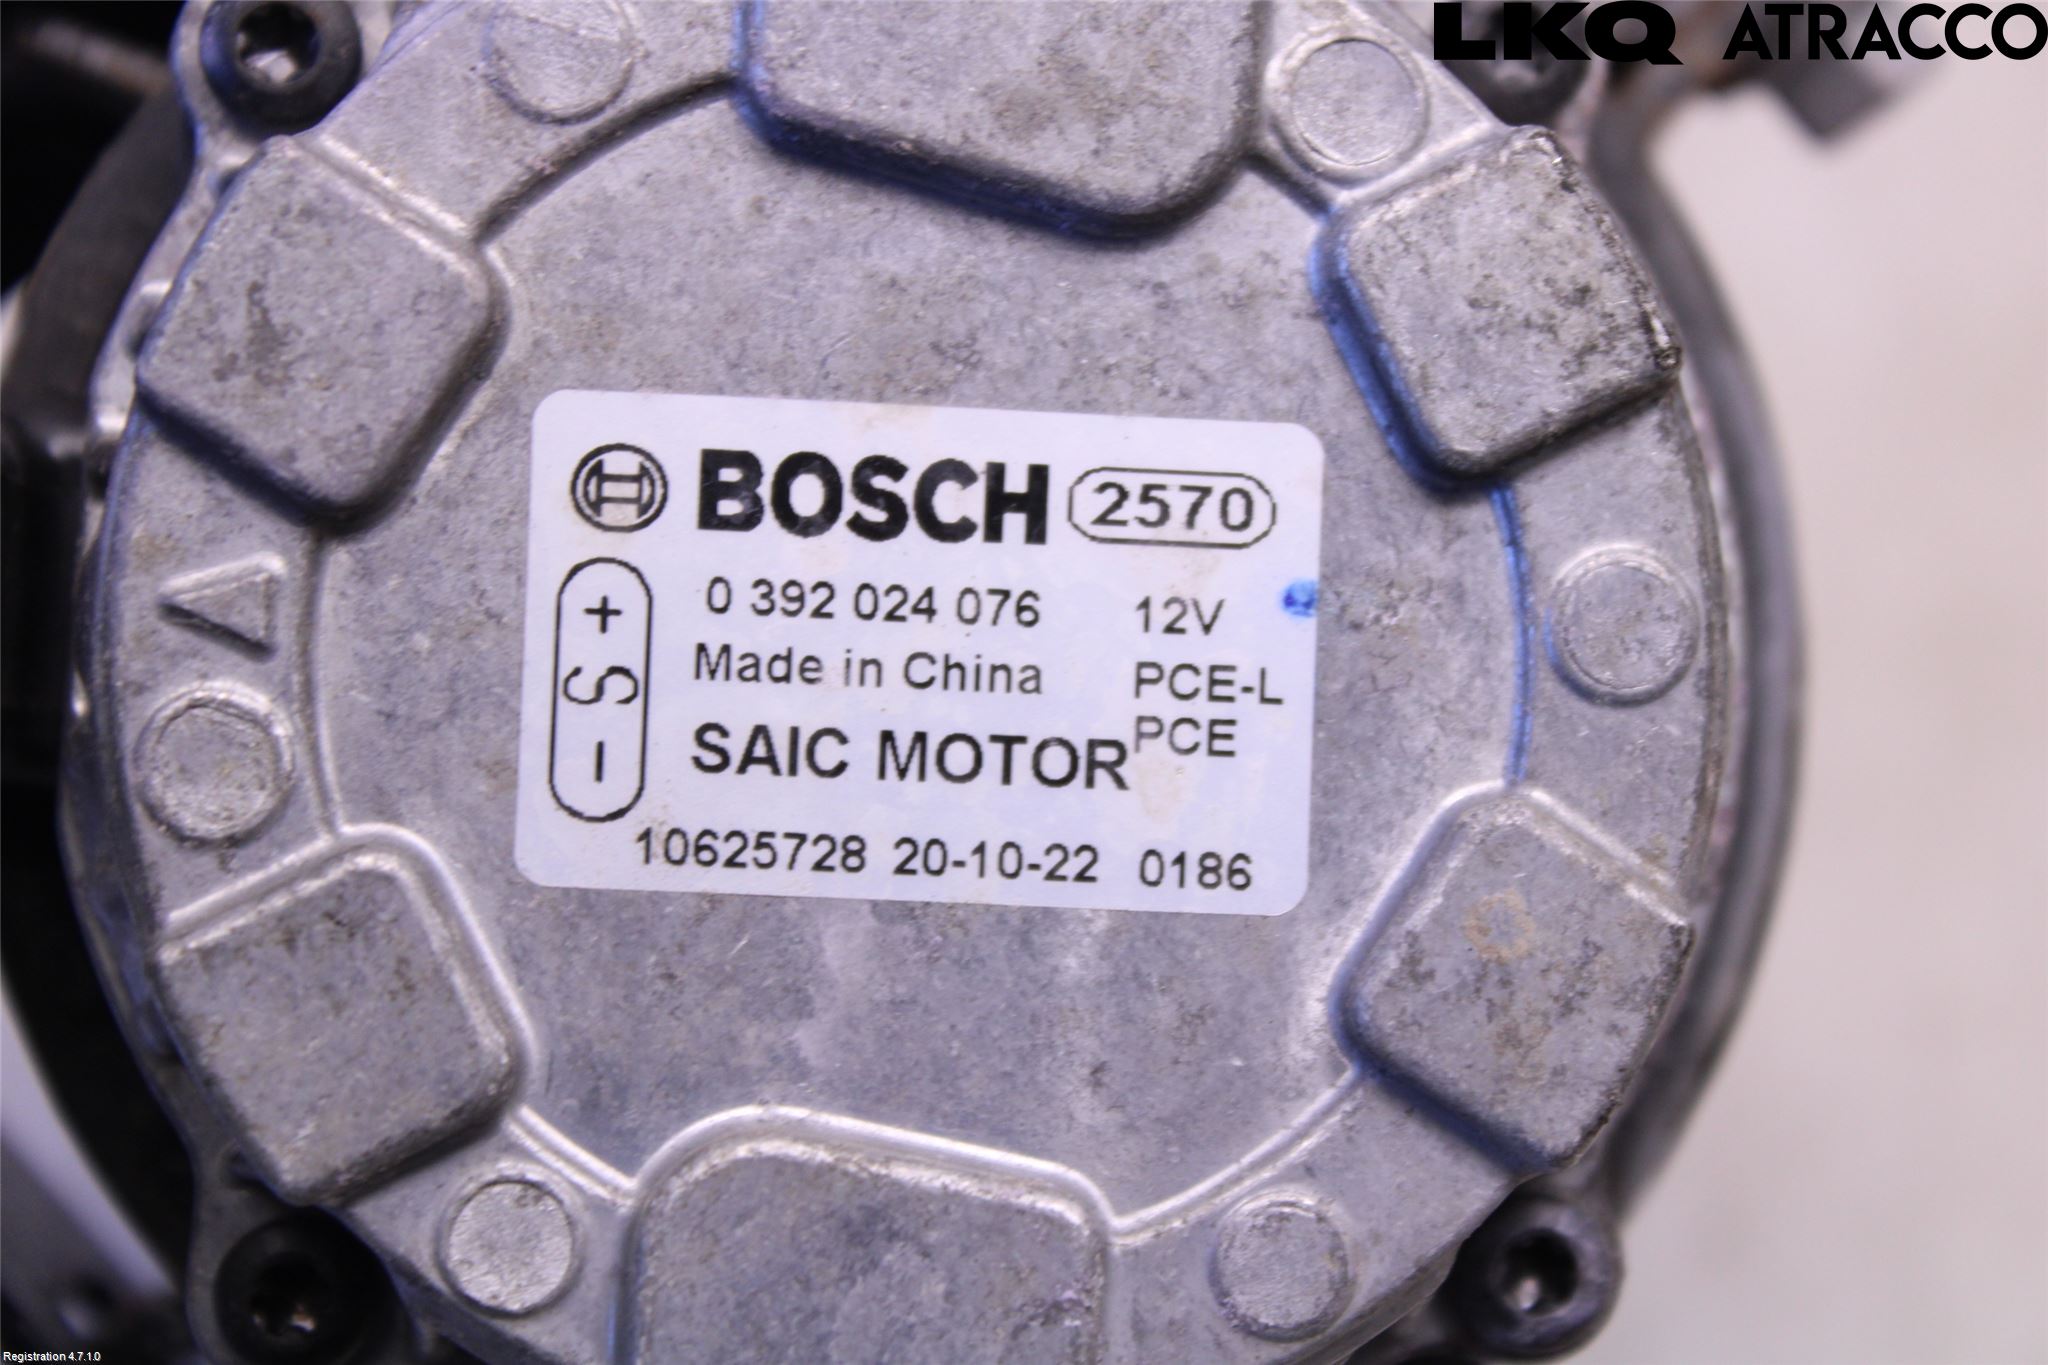 LKQ ATRACCO
BOSCH 2570
+ S -
0 392 024 076 12V
Made in China PCE-L
SAIC MOTOR PCE
10625728 20-10-22 0186
Registration 4.7.1.0